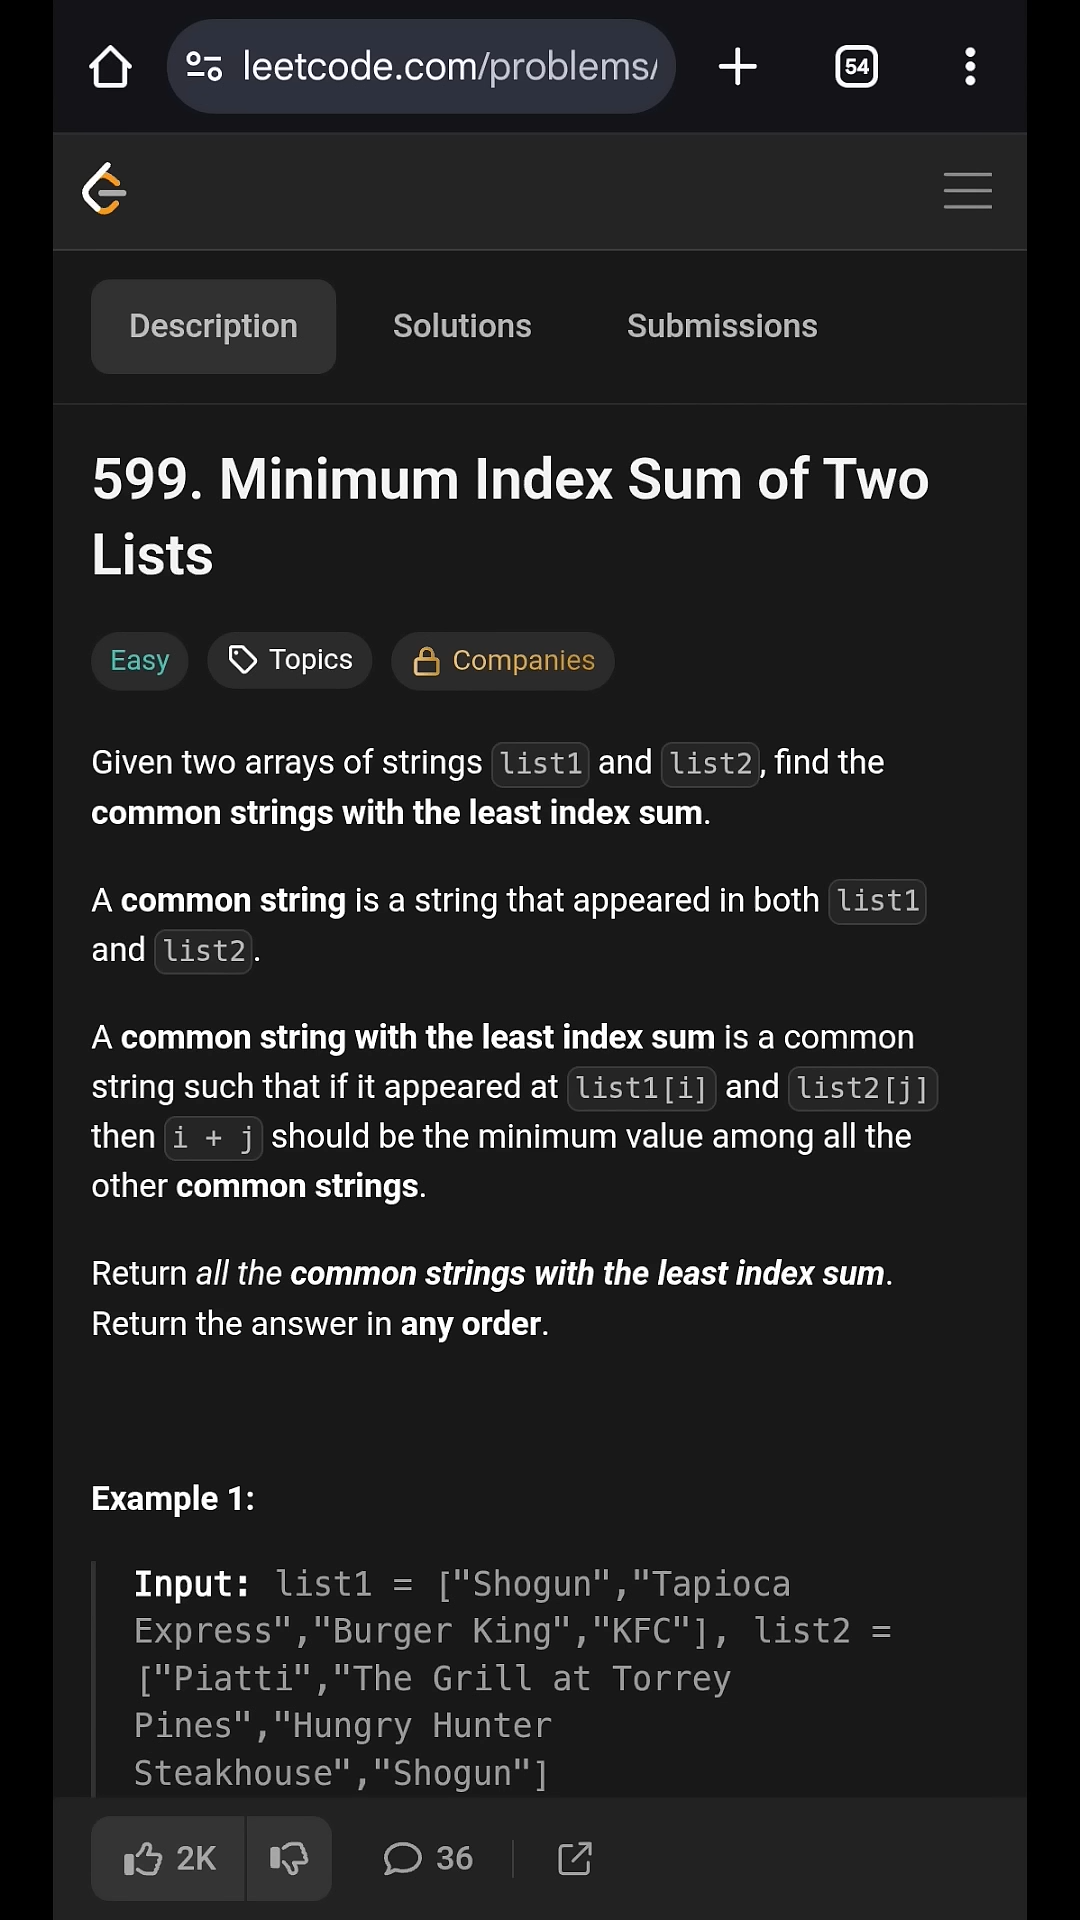 leetcode.com/problems/
54
Description
Solutions
Submissions
599. Minimum Index Sum of Two
Lists
Easy
Topics
Companies
Given two arrays of strings list1 and list2, find the
common strings with the least index sum.
A common string is a string that appeared in both list1
and list2.
A common string with the least index sum is a common
string such that if it appeared at list1[i] and list2[j]
then i + j should be the minimum value among all the
other common strings.
Return all the common strings with the least index sum.
Return the answer in any order.
Example 1:
Input: list1 = ["Shogun","Tapioca
Express","Burger King","KFC"], list2 =
["Piatti","The Grill at Torrey
Pines","Hungry Hunter
Steakhouse","Shogun"]
2K
36